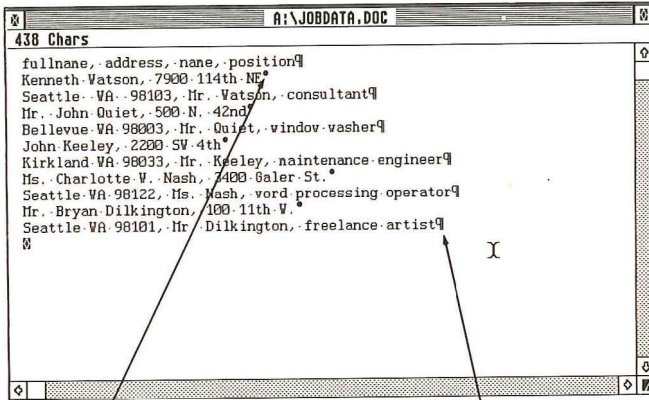 A:\JOBDATA.DOC
438 Chars
fullname, address, name, position¶
Kenneth Watson, 7900 114th NE
Seattle WA 98103, Mr. Watson, consultant¶
Mr. John Quiet, 500 N. 42nd
Bellevue WA 98003, Mr. Quiet, window washer¶
John Keeley, 2200 SW 4th
Kirkland WA 98033, Mr. Keeley, maintenance engineer¶
Ms. Charlotte W. Nash, 3400 Galer St.
Seattle WA 98122, Ms. Nash, word processing operator¶
Mr. Bryan Dilkington, 100 11th W.
Seattle WA 98101, Mr Dilkington, freelance artist¶